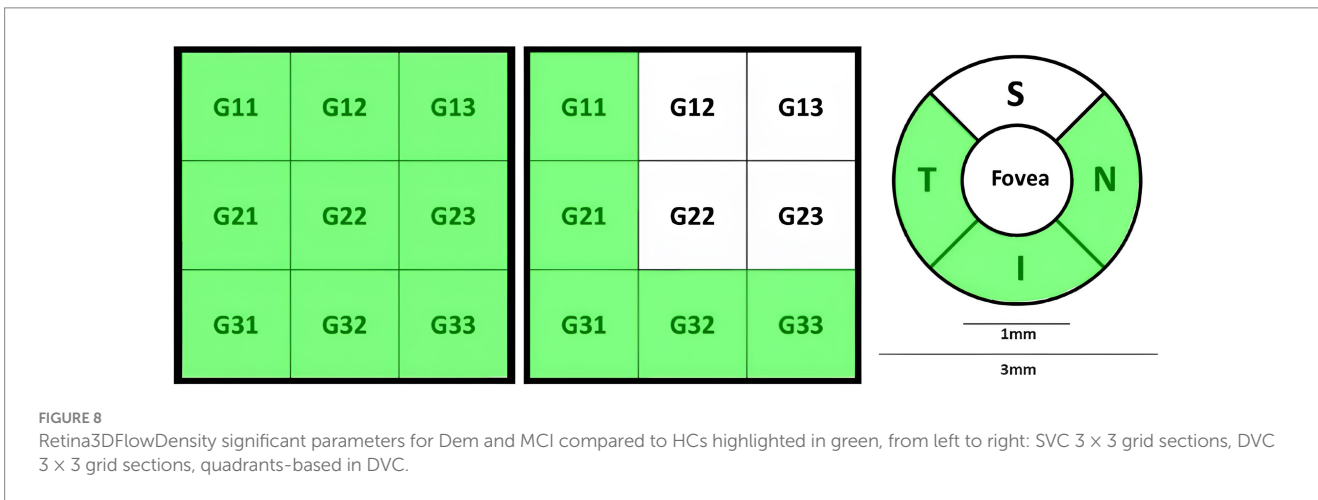 G11 G12 G13
G21 G22 G23
G31 G32 G33
G11 G12 G13
G21 G22 G23
G31 G32 G33
S
T Fovea N
I
1mm
3mm
FIGURE 8
Retina3DFlowDensity significant parameters for Dem and MCI compared to HCs highlighted in green, from left to right: SVC 3 × 3 grid sections, DVC
3 × 3 grid sections, quadrants-based in DVC.